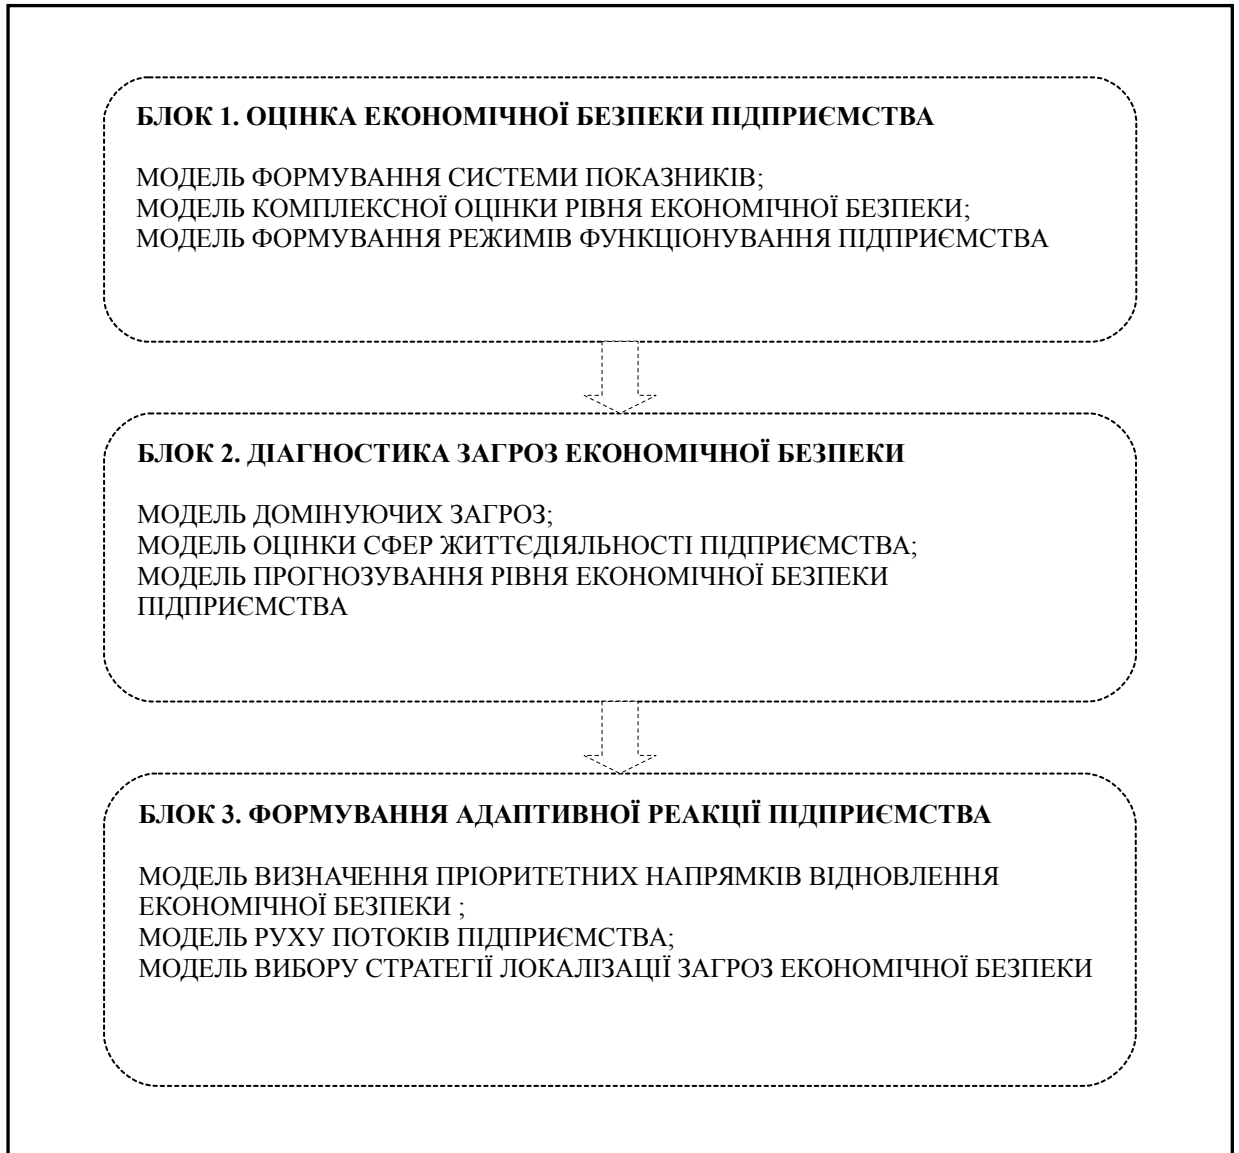 БЛОК 1. ОЦІНКА ЕКОНОМІЧНОЇ БЕЗПЕКИ ПІДПРИЄМСТВА
МОДЕЛЬ ФОРМУВАННЯ СИСТЕМИ ПОКАЗНИКІВ;
МОДЕЛЬ КОМПЛЕКСНОЇ ОЦІНКИ РІВНЯ ЕКОНОМІЧНОЇ БЕЗПЕКИ;
МОДЕЛЬ ФОРМУВАННЯ РЕЖИМІВ ФУНКЦІОНУВАННЯ ПІДПРИЄМСТВА
БЛОК 2. ДІАГНОСТИКА ЗАГРОЗ ЕКОНОМІЧНОЇ БЕЗПЕКИ
МОДЕЛЬ ДОМІНУЮЧИХ ЗАГРОЗ;
МОДЕЛЬ ОЦІНКИ СФЕР ЖИТТЄДІЯЛЬНОСТІ ПІДПРИЄМСТВА;
МОДЕЛЬ ПРОГНОЗУВАННЯ РІВНЯ ЕКОНОМІЧНОЇ БЕЗПЕКИ
ПІДПРИЄМСТВА
БЛОК 3. ФОРМУВАННЯ АДАПТИВНОЇ РЕАКЦІЇ ПІДПРИЄМСТВА
МОДЕЛЬ ВИЗНАЧЕННЯ ПРІОРИТЕТНИХ НАПРЯМКІВ ВІДНОВЛЕННЯ
ЕКОНОМІЧНОЇ БЕЗПЕКИ ;
МОДЕЛЬ РУХУ ПОТОКІВ ПІДПРИЄМСТВА;
МОДЕЛЬ ВИБОРУ СТРАТЕГІЇ ЛОКАЛІЗАЦІЇ ЗАГРОЗ ЕКОНОМІЧНОЇ БЕЗПЕКИ